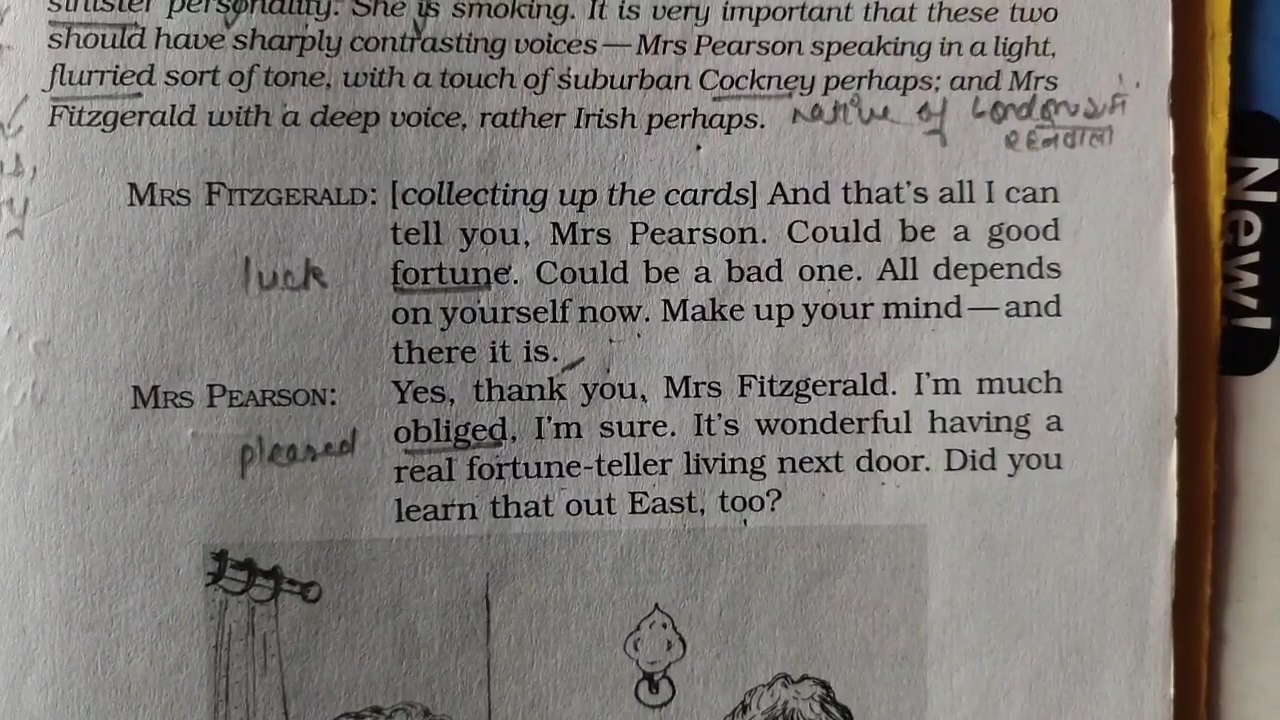 sinister personality. She is smoking. It is very important that these two
should have sharply contrasting voices—Mrs Pearson speaking in a light,
flurried sort of tone, with a touch of suburban Cockney perhaps; and Mrs
Fitzgerald with a deep voice, rather Irish perhaps. native of London
MRS FITZGERALD: [collecting up the cards] And that's all I can
tell you, Mrs Pearson. Could be a good
luck fortune. Could be a bad one. All depends
on yourself now. Make up your mind—and
there it is.
MRS PEARSON: Yes, thank you, Mrs Fitzgerald. I'm much
pleased obliged, I'm sure. It's wonderful having a
real fortune-teller living next door. Did you
learn that out East, too?
New!